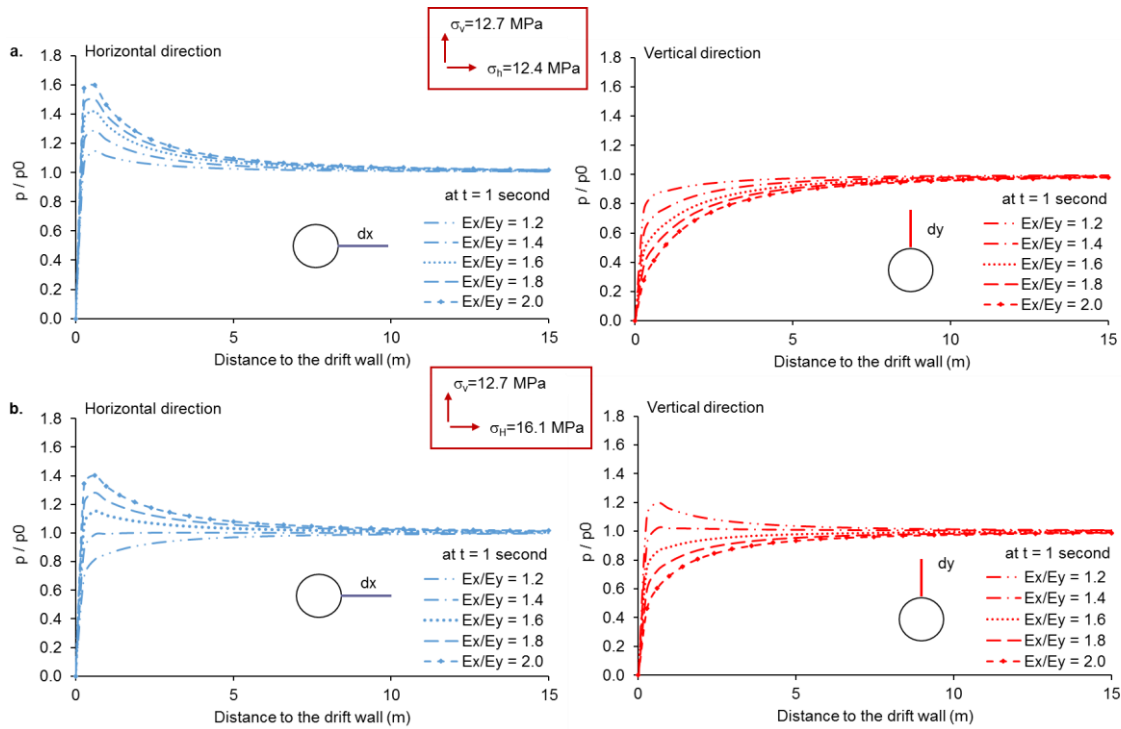 a.
Horizontal direction
σv=12.7 MPa
σh=12.4 MPa
Vertical direction
1.8
1.6
1.4
1.2
1.0
0.8
0.6
0.4
0.2
0.0
p / p0
at t = 1 second
dx
Ex/Ey = 1.2
Ex/Ey = 1.4
Ex/Ey = 1.6
Ex/Ey = 1.8
Ex/Ey = 2.0
0 5 10 15
Distance to the drift wall (m)
1.8
1.6
1.4
1.2
1.0
0.8
0.6
0.4
0.2
0.0
p / p0
at t = 1 second
dy
Ex/Ey = 1.2
Ex/Ey = 1.4
Ex/Ey = 1.6
Ex/Ey = 1.8
Ex/Ey = 2.0
0 5 10 15
Distance to the drift wall (m)
b.
Horizontal direction
σv=12.7 MPa
σH=16.1 MPa
Vertical direction
1.8
1.6
1.4
1.2
1.0
0.8
0.6
0.4
0.2
0.0
p / p0
at t = 1 second
dx
Ex/Ey = 1.2
Ex/Ey = 1.4
Ex/Ey = 1.6
Ex/Ey = 1.8
Ex/Ey = 2.0
0 5 10 15
Distance to the drift wall (m)
1.8
1.6
1.4
1.2
1.0
0.8
0.6
0.4
0.2
0.0
p / p0
at t = 1 second
dy
Ex/Ey = 1.2
Ex/Ey = 1.4
Ex/Ey = 1.6
Ex/Ey = 1.8
Ex/Ey = 2.0
0 5 10 15
Distance to the drift wall (m)